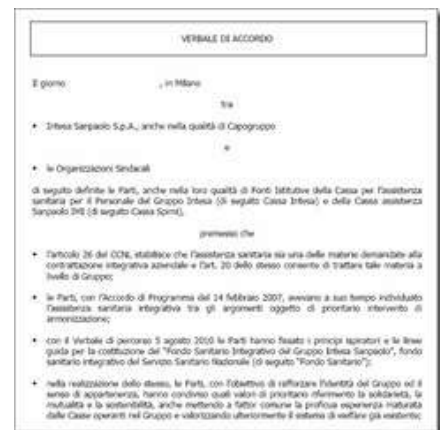 VERBALE DI ACCORDO
Il giorno , in Milano
tra
• Intesa Sanpaolo S.p.A., anche nella qualità di Capogruppo
e
• le Organizzazioni Sindacali
di seguito definite le Parti, anche nella loro qualità di Fonti Istitutive della Cassa per l'assistenza
sanitaria per il Personale del Gruppo Intesa (di seguito Cassa Intesa) e della Cassa assistenza
Sanpaolo IMI (di seguito Cassa Spimi),
premesso che
• l'articolo 26 del CCNL stabilisce che l'assistenza sanitaria sia una delle materie demandate alla
contrattazione integrativa aziendale e l'art. 20 dello stesso consente di trattare tale materia a
livello di Gruppo;
• le Parti, con l'Accordo di Programma del 14 febbraio 2007, avevano a suo tempo individuato
l'assistenza sanitaria integrativa tra gli argomenti oggetto di prioritario intervento di
armonizzazione;
• con il Verbale di percorso 5 agosto 2010 le Parti hanno fissato i principi ispiratori e le linee
guida per la costituzione del "Fondo Sanitario Integrativo del Gruppo Intesa Sanpaolo", fondo
sanitario integrativo del Servizio Sanitario Nazionale (di seguito "Fondo Sanitario");
• nella realizzazione dello stesso, le Parti, con l'obiettivo di rafforzare l'identità del Gruppo ed il
senso di appartenenza, hanno condiviso quali valori di prioritario riferimento la solidarietà, la
mutualità e la sostenibilità, anche mettendo a fattor comune la proficua esperienza maturata
dalle Casse operanti nel Gruppo e valorizzando ulteriormente il sistema di welfare già esistente;